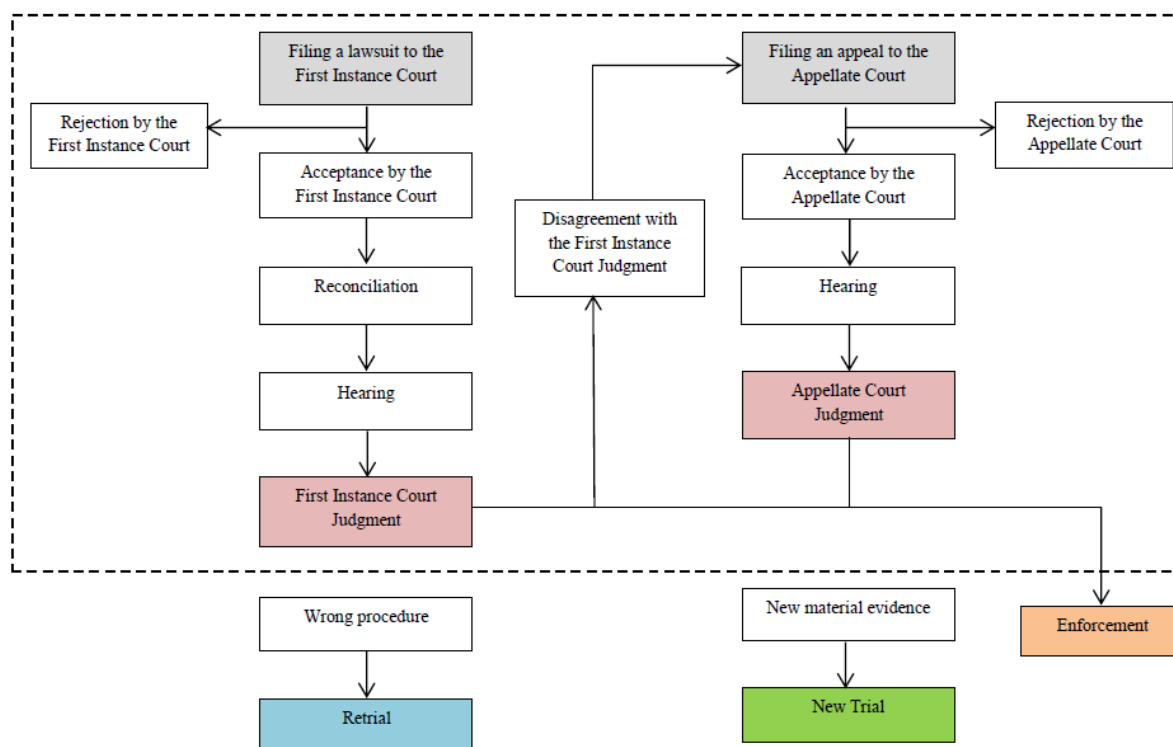 Filing a lawsuit to the
First Instance Court
Rejection by the
First Instance Court
Acceptance by the
First Instance Court
Reconciliation
Hearing
First Instance Court
Judgment
Disagreement with
the First Instance
Court Judgment
Filing an appeal to the
Appellate Court
Rejection by the
Appellate Court
Acceptance by the
Appellate Court
Hearing
Appellate Court
Judgment
Wrong procedure
Retrial
New material evidence
New Trial
Enforcement